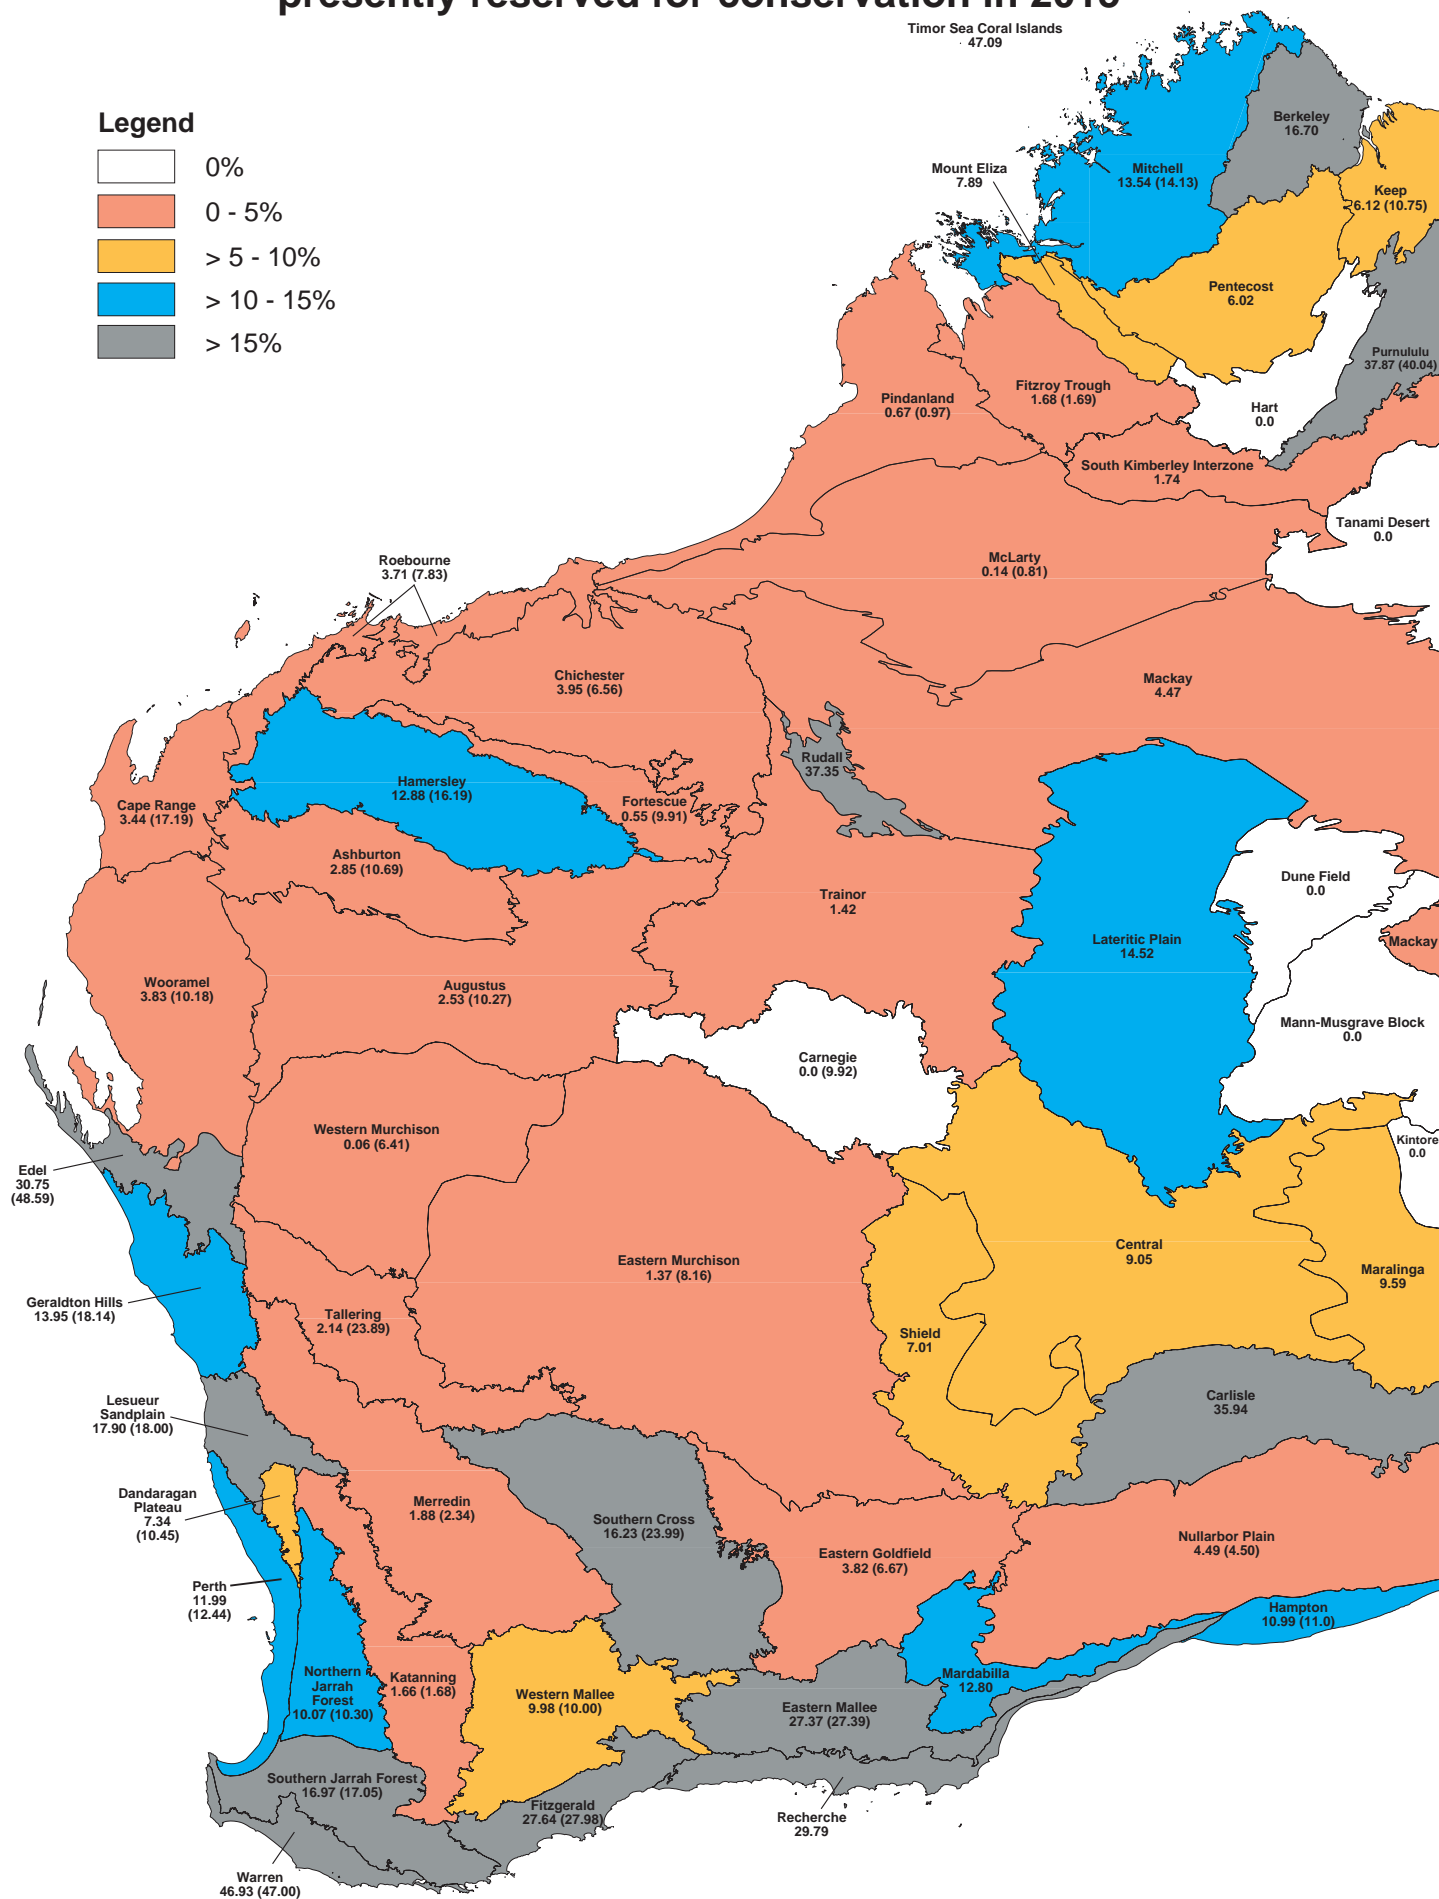 presently reserved for conservation in 2015
Timor Sea Coral Islands
47.09
Legend
0%
0 - 5%
> 5 - 10%
> 10 - 15%
> 15%
Berkeley
16.70
Mount Eliza
7.89
Mitchell
13.54 (14.13)
Keep
6.12 (10.75)
Pentecost
6.02
Purnululu
37.87 (40.04)
Pindanland
0.67 (0.97)
Fitzroy Trough
1.68 (1.69)
Hart
0.0
South Kimberley Interzone
1.74
Tanami Desert
0.0
Roebourne
3.71 (7.83)
McLarty
0.14 (0.81)
Chichester
3.95 (6.56)
Mackay
4.47
Rudall
37.35
Hamersley
12.88 (16.19)
Cape Range
3.44 (17.19)
Fortescue
0.55 (9.91)
Ashburton
2.85 (10.69)
Dune Field
0.0
Trainor
1.42
Lateritic Plain
14.52
Mackay
Wooramel
3.83 (10.18)
Augustus
2.53 (10.27)
Mann-Musgrave Block
0.0
Carnegie
0.0 (9.92)
Western Murchison
0.06 (6.41)
Kintore
0.0
Edel
30.75
(48.59)
Central
9.05
Eastern Murchison
1.37 (8.16)
Maralinga
9.59
Geraldton Hills
13.95 (18.14)
Tallering
2.14 (23.89)
Shield
7.01
Carlisle
35.94
Lesueur
Sandplain
17.90 (18.00)
Dandaragan
Plateau
7.34
(10.45)
Merredin
1.88 (2.34)
Southern Cross
16.23 (23.99)
Eastern Goldfield
3.82 (6.67)
Nullarbor Plain
4.49 (4.50)
Perth
11.99
(12.44)
Hampton
10.99 (11.0)
Northern
Jarrah
Forest
10.07 (10.30)
Katanning
1.66 (1.68)
Western Mallee
9.98 (10.00)
Mardabilla
12.80
Eastern Mallee
27.37 (27.39)
Southern Jarrah Forest
16.97 (17.05)
Fitzgerald
27.64 (27.98)
Recherche
29.79
Warren
46.93 (47.00)